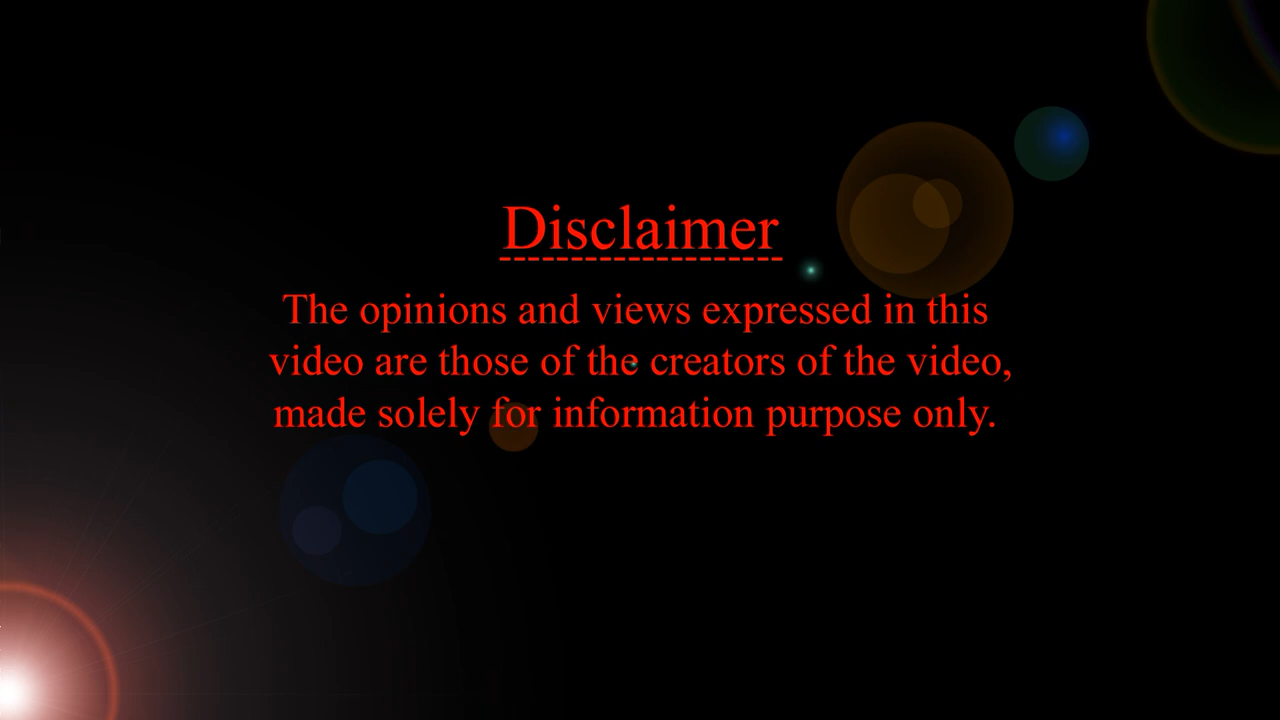 Disclaimer
The opinions and views expressed in this
video are those of the creators of the video,
made solely for information purpose only.